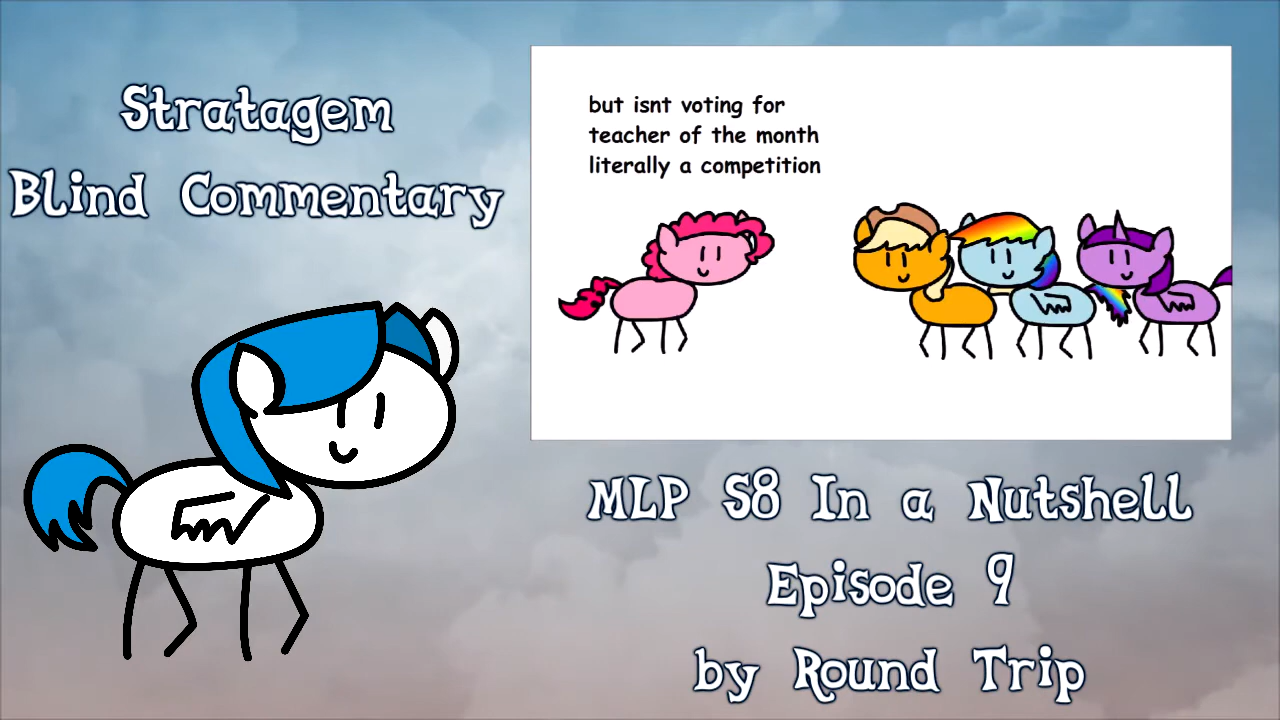 Stratagem
Blind Commentary
but isnt voting for
teacher of the month
literally a competition
MLP S8 In a Nutshell
Episode 9
by Round Trip